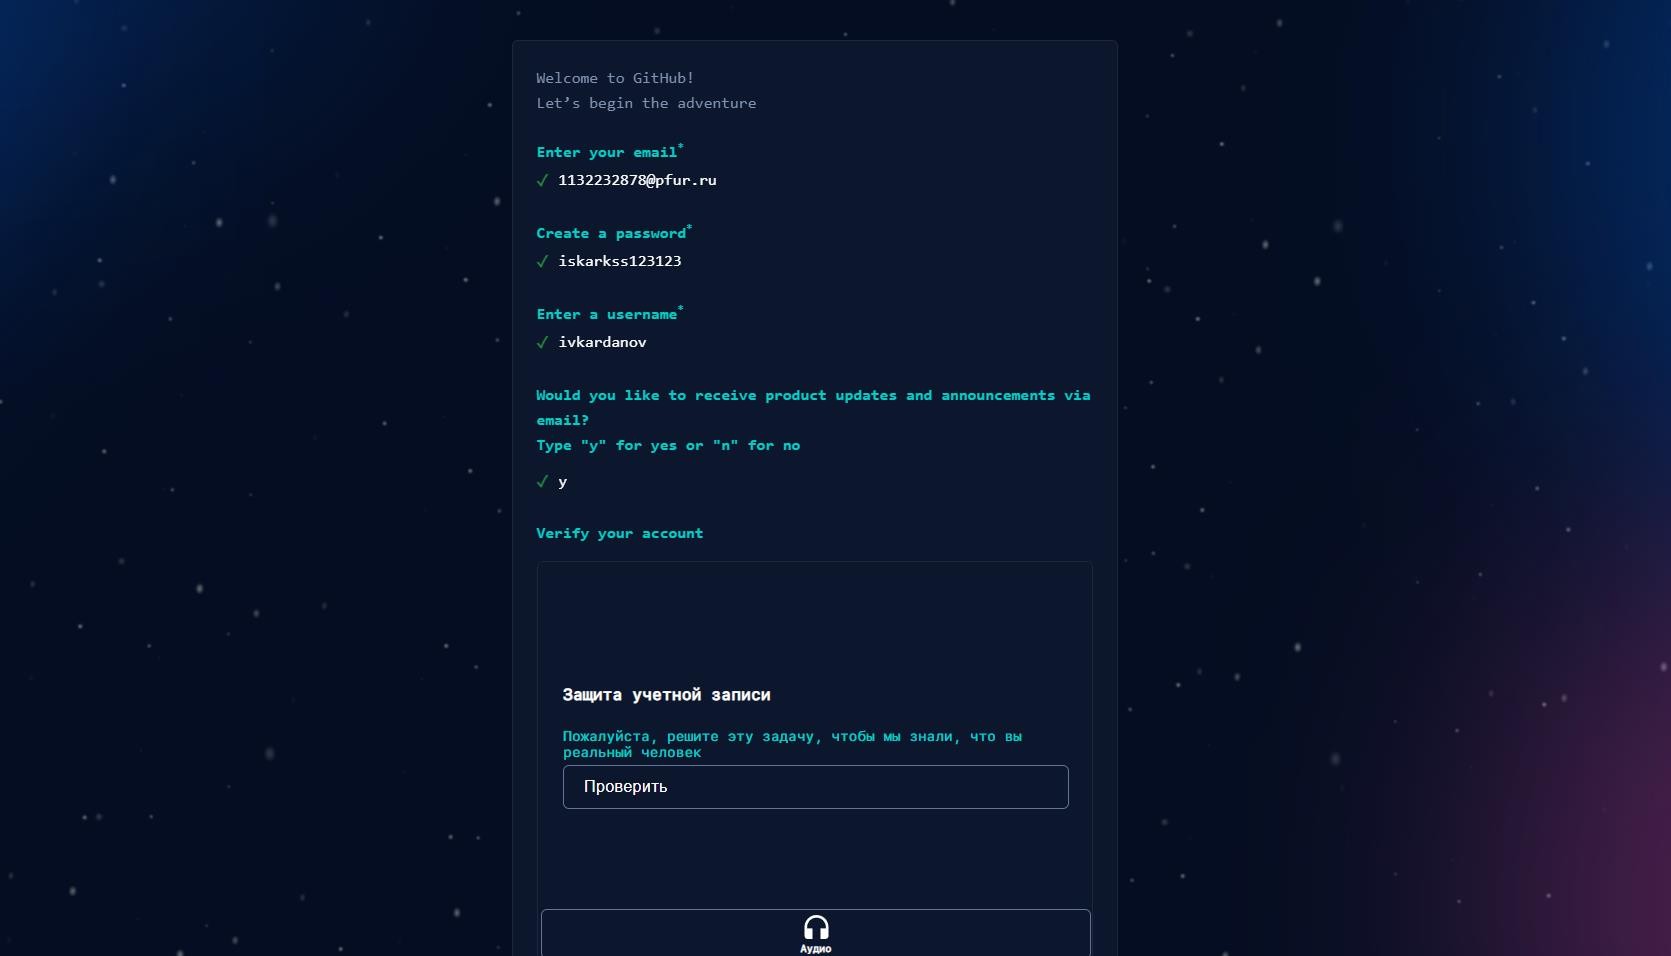 Welcome to GitHub!
Let’s begin the adventure
Enter your email*
✓ 1132232878@pfur.ru
Create a password*
✓ iskarkss123123
Enter a username*
✓ ivkardanov
Would you like to receive product updates and announcements via
email?
Type "y" for yes or "n" for no
✓ y
Verify your account
Защита учетной записи
Пожалуйста, решите эту задачу, чтобы мы знали, что вы
реальный человек
Проверить
Аудио